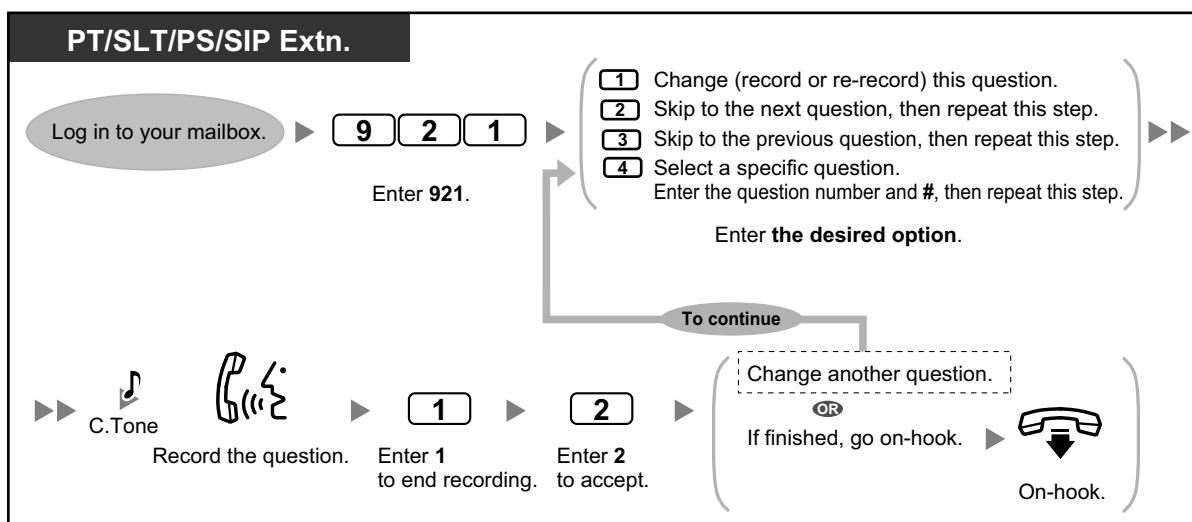 PT/SLT/PS/SIP Extn.
Log in to your mailbox.
9 2 1
Enter 921.
1 Change (record or re-record) this question.
2 Skip to the next question, then repeat this step.
3 Skip to the previous question, then repeat this step.
4 Select a specific question.
Enter the question number and #, then repeat this step.
Enter the desired option.
To continue
C.Tone
Record the question.
1
Enter 1
to end recording.
2
Enter 2
to accept.
Change another question.
OR
If finished, go on-hook.
On-hook.